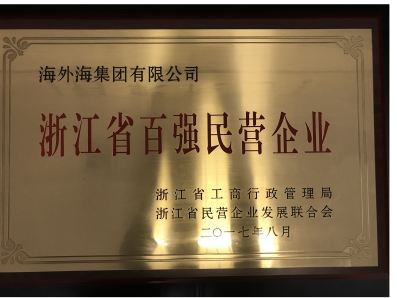 海外海集团有限公司
浙江省百强民营企业
浙江省工商行政管理局
浙江省民营企业发展联合会
二〇一七年八月